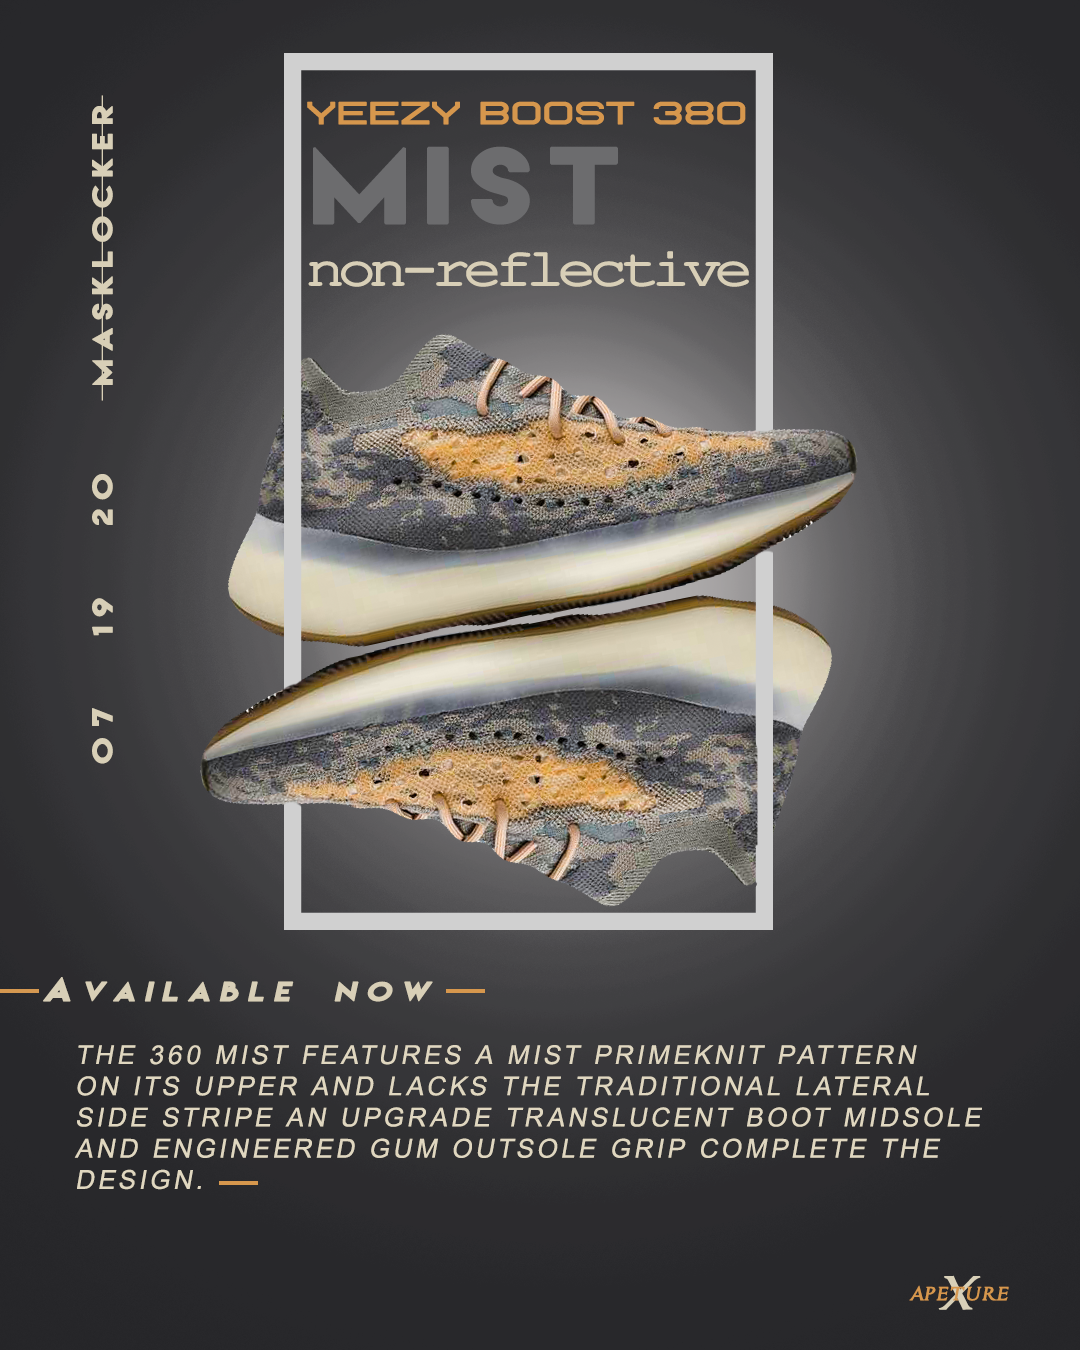 YEEZY BOOST 380
MIST
non-reflective
MASKLOCKER
07 19 20
AVAILABLE NOW
THE 360 MIST FEATURES A MIST PRIMEKNIT PATTERN
ON ITS UPPER AND LACKS THE TRADITIONAL LATERAL
SIDE STRIPE AN UPGRADE TRANSLUCENT BOOT MIDSOLE
AND ENGINEERED GUM OUTSOLE GRIP COMPLETE THE
DESIGN.
APEXTURE